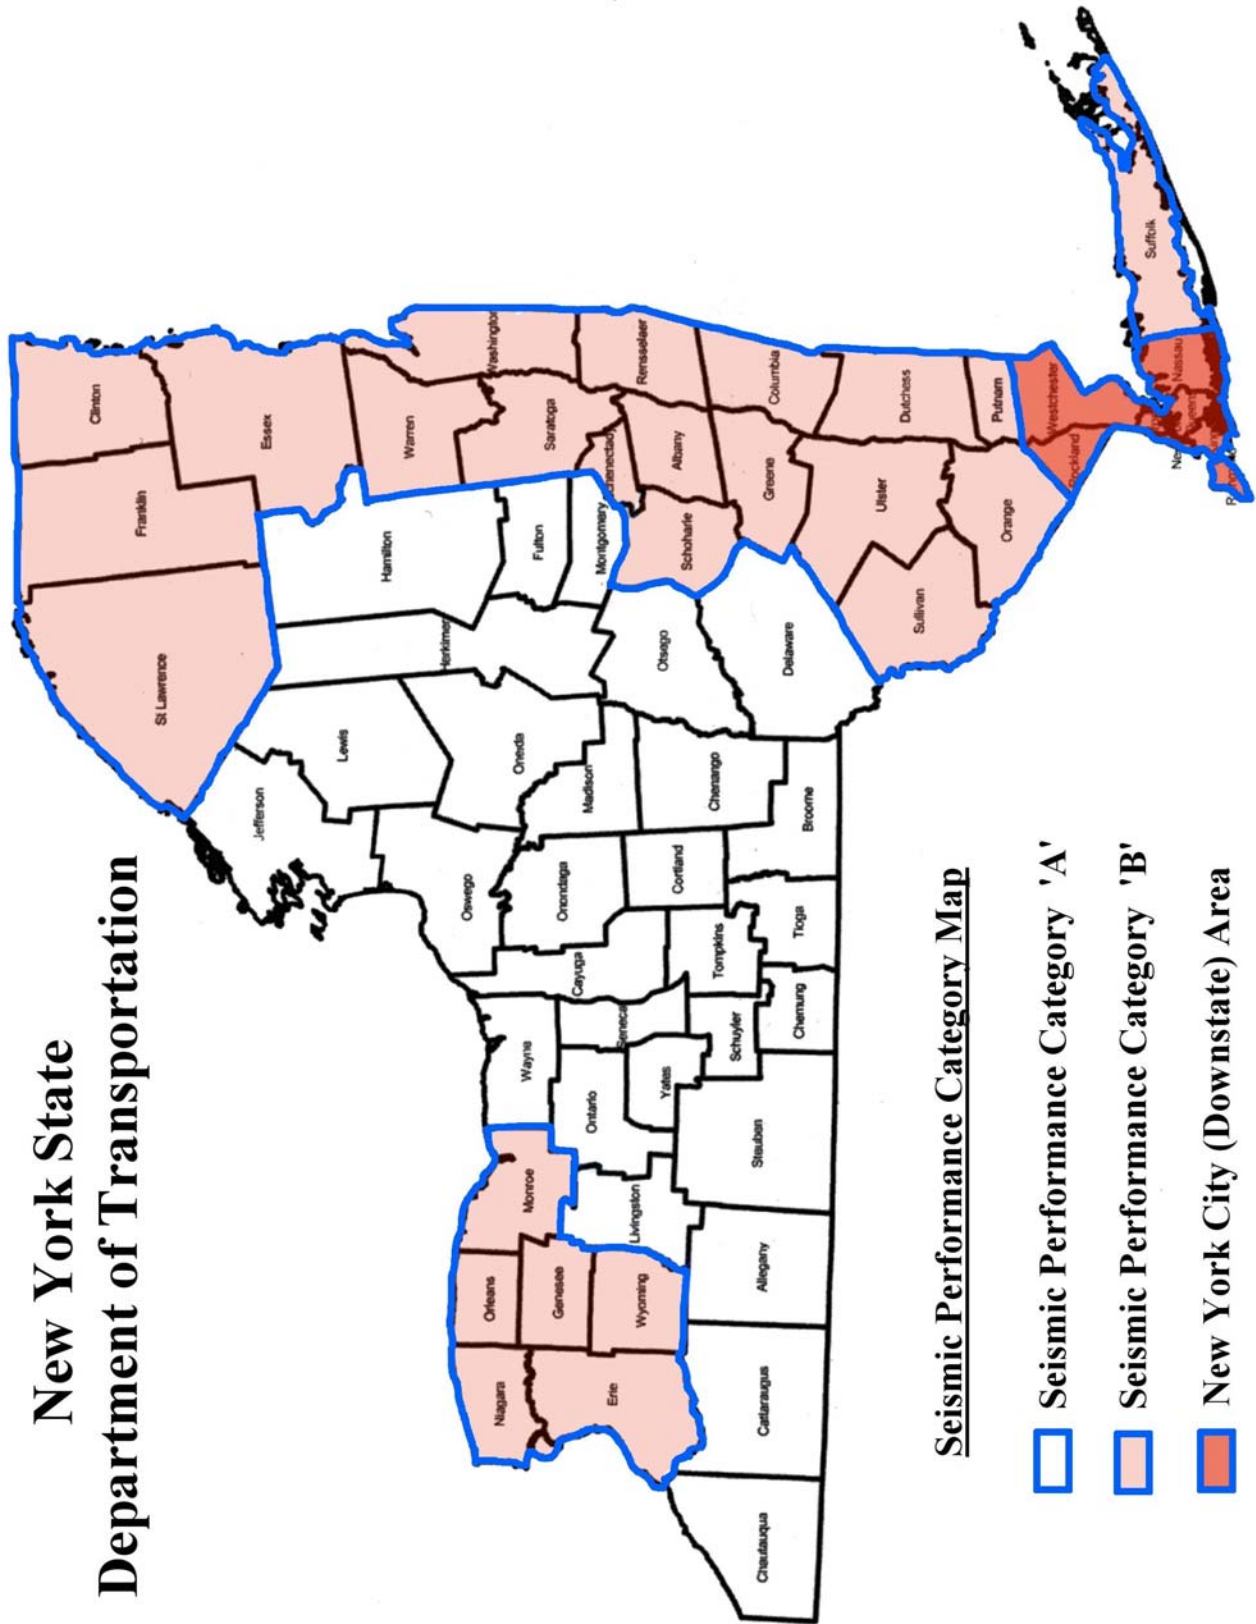 New York State
Department of Transportation
Clinton
Franklin
St Lawrence
Essex
Jefferson
Lewis
Hamilton
Herkimer
Warren
Washington
Oswego
Oneida
Fulton
Saratoga
Niagara
Orleans
Monroe
Wayne
Cayuga
Onondaga
Madison
Montgomery
Rensselaer
Genesee
Ontario
Seneca
Erie
Wyoming
Livingston
Yates
Cortland
Otsego
Schoharie
Albany
Chenango
Tompkins
Schuyler
Greene
Columbia
Chautauqua
Cattaraugus
Allegany
Steuben
Chemung
Tioga
Broome
Delaware
Ulster
Dutchess
Sullivan
Orange
Putnam
Westchester
Rockland
Suffolk
Nassau
Seismic Performance Category Map
Seismic Performance Category 'A'
Seismic Performance Category 'B'
New York City (Downstate) Area